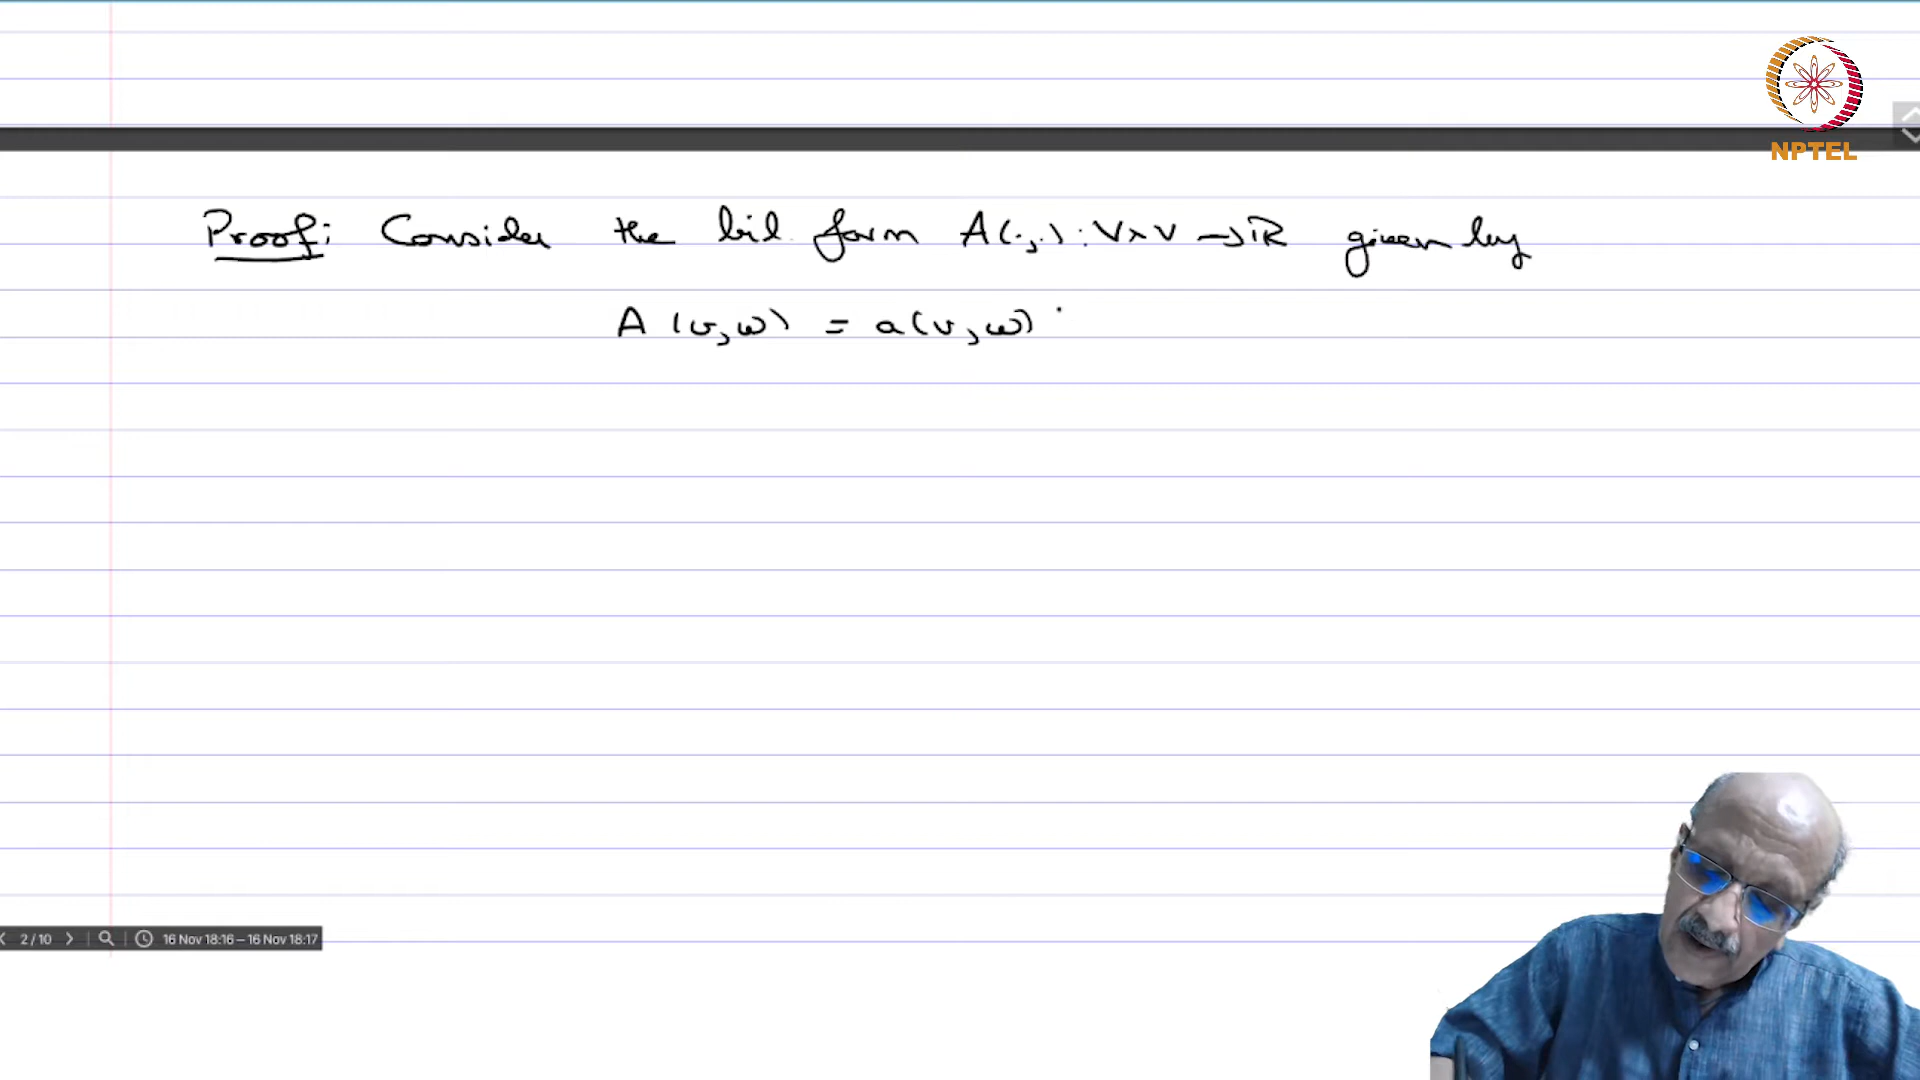 NPTEL
Proof: Consider the bil. form A(.,.) : V×V → ℝ given by
A (v,w) = a(v,w)
2 / 10 16 Nov 18:16 – 16 Nov 18:17